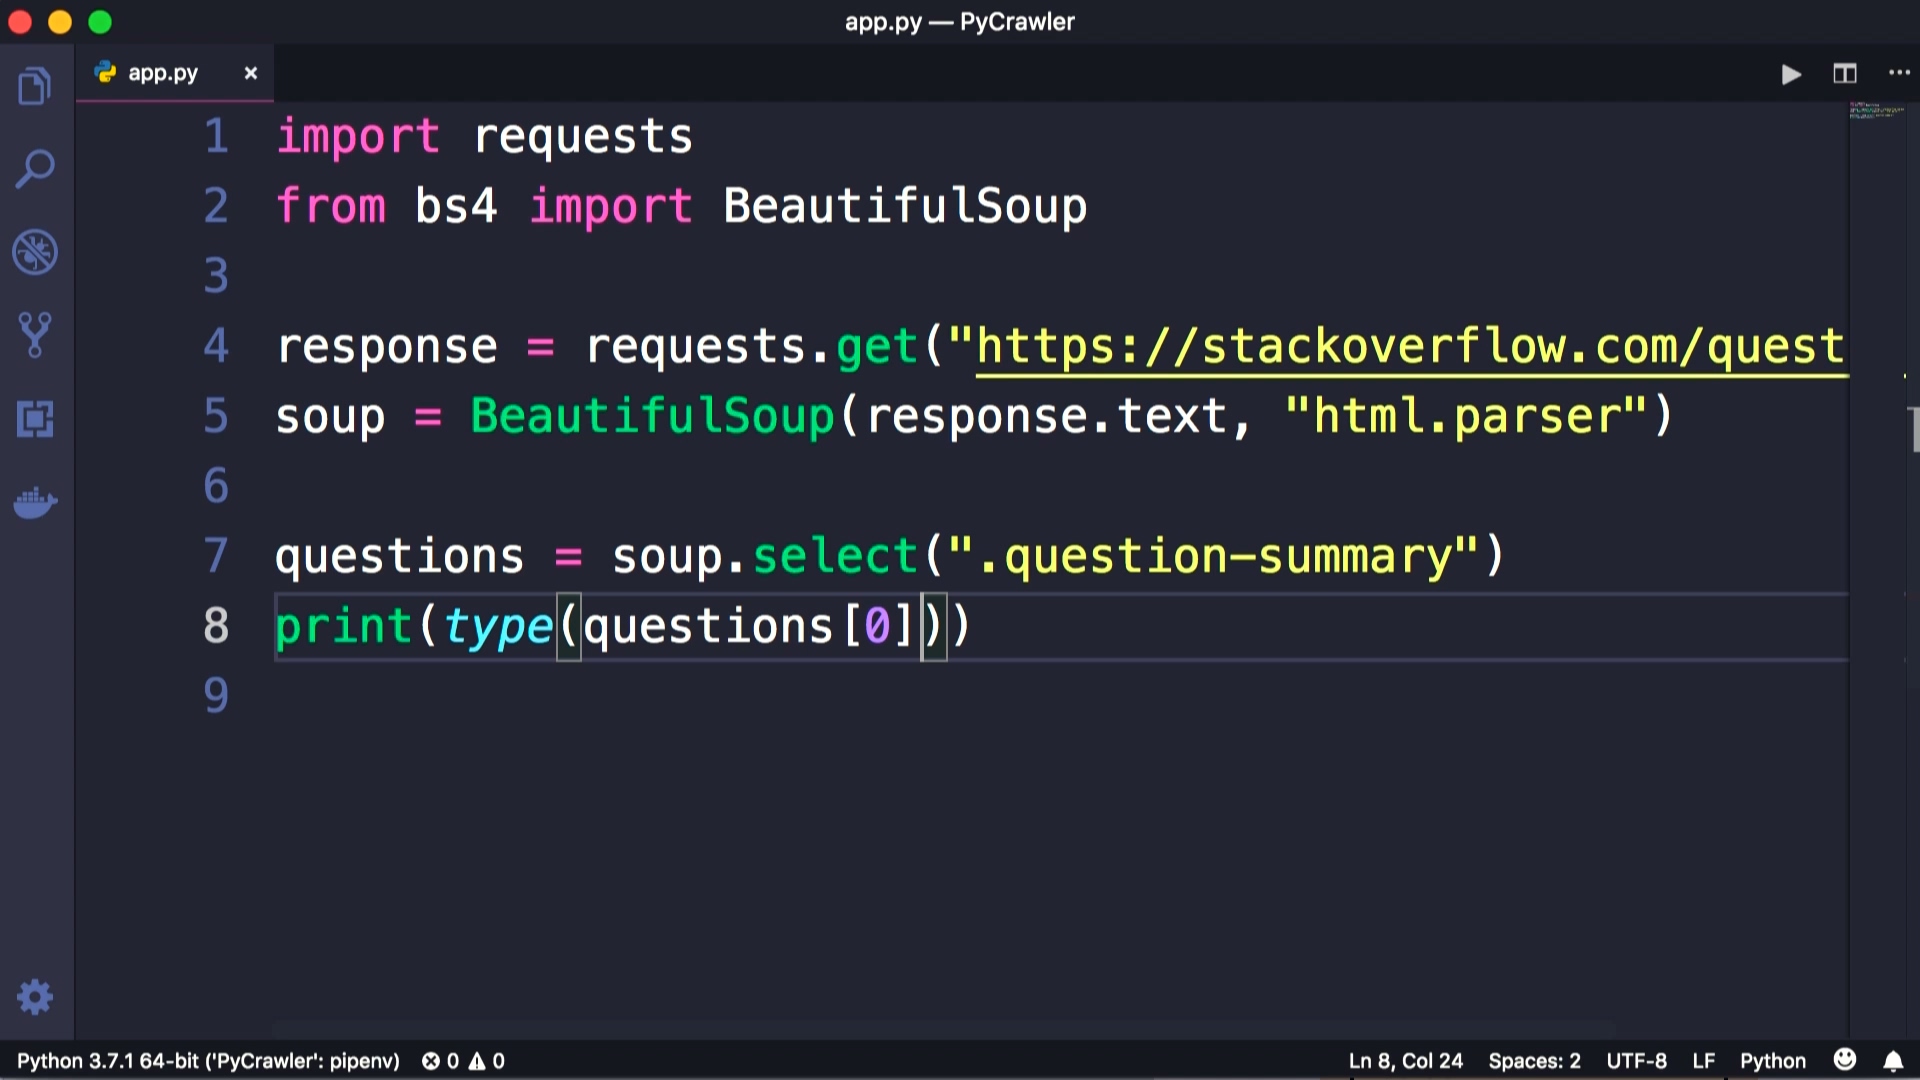 app.py — PyCrawler
app.py ×
1 import requests
2 from bs4 import BeautifulSoup
3
4 response = requests.get("https://stackoverflow.com/quest
5 soup = BeautifulSoup(response.text, "html.parser")
6
7 questions = soup.select(".question-summary")
8 print(type(questions[0]))
9
Python 3.7.1 64-bit ('PyCrawler': pipenv) 0 0 Ln 8, Col 24 Spaces: 2 UTF-8 LF Python